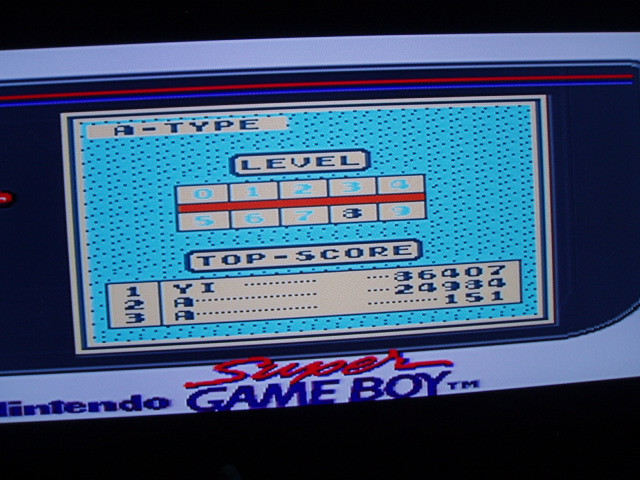 A-TYPE
LEVEL
0 1 2 3 4
5 6 7 8 9
TOP-SCORE
1 YI ········ 36407
2 A ········ 24934
3 A ········ 151
Nintendo Super GAME BOY™